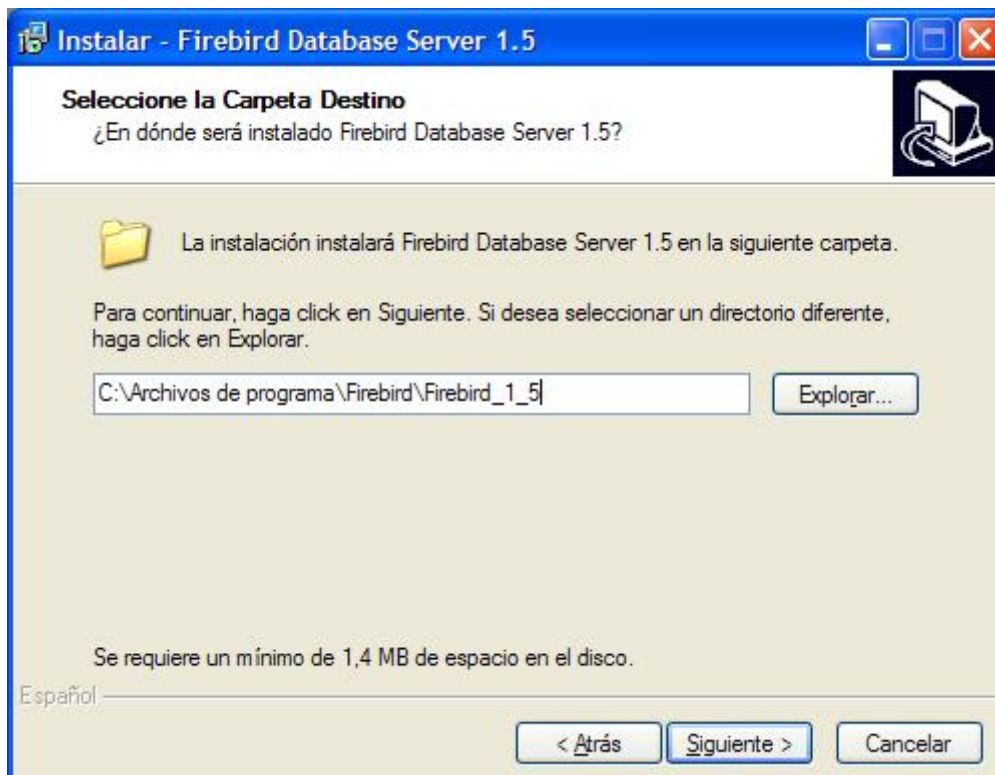 Instalar - Firebird Database Server 1.5
Seleccione la Carpeta Destino
¿En dónde será instalado Firebird Database Server 1.5?
La instalación instalará Firebird Database Server 1.5 en la siguiente carpeta.
Para continuar, haga click en Siguiente. Si desea seleccionar un directorio diferente,
haga click en Explorar.
C:\Archivos de programa\Firebird\Firebird_1_5
Explorar...
Se requiere un mínimo de 1,4 MB de espacio en el disco.
Español
< Atrás
Siguiente >
Cancelar